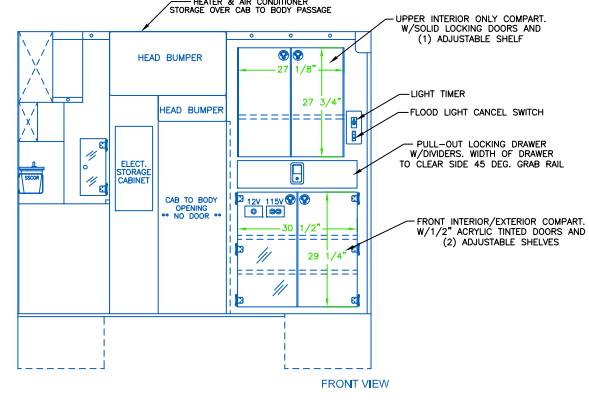 HEATER & AIR CONDITIONER
STORAGE OVER CAB TO BODY PASSAGE
UPPER INTERIOR ONLY COMPART.
W/SOLID LOCKING DOORS AND
(1) ADJUSTABLE SHELF
HEAD BUMPER
27 1/8"
27 3/4"
LIGHT TIMER
HEAD BUMPER
FLOOD LIGHT CANCEL SWITCH
PULL-OUT LOCKING DRAWER
W/DIVIDERS. WIDTH OF DRAWER
TO CLEAR SIDE 45 DEG. GRAB RAIL
ELECT.
STORAGE
CABINET
SSCOR
CAB TO BODY
OPENING
** NO DOOR **
12V 115V
30 1/2"
29 1/4"
FRONT INTERIOR/EXTERIOR COMPART.
W/1/2" ACRYLIC TINTED DOORS AND
(2) ADJUSTABLE SHELVES
FRONT VIEW